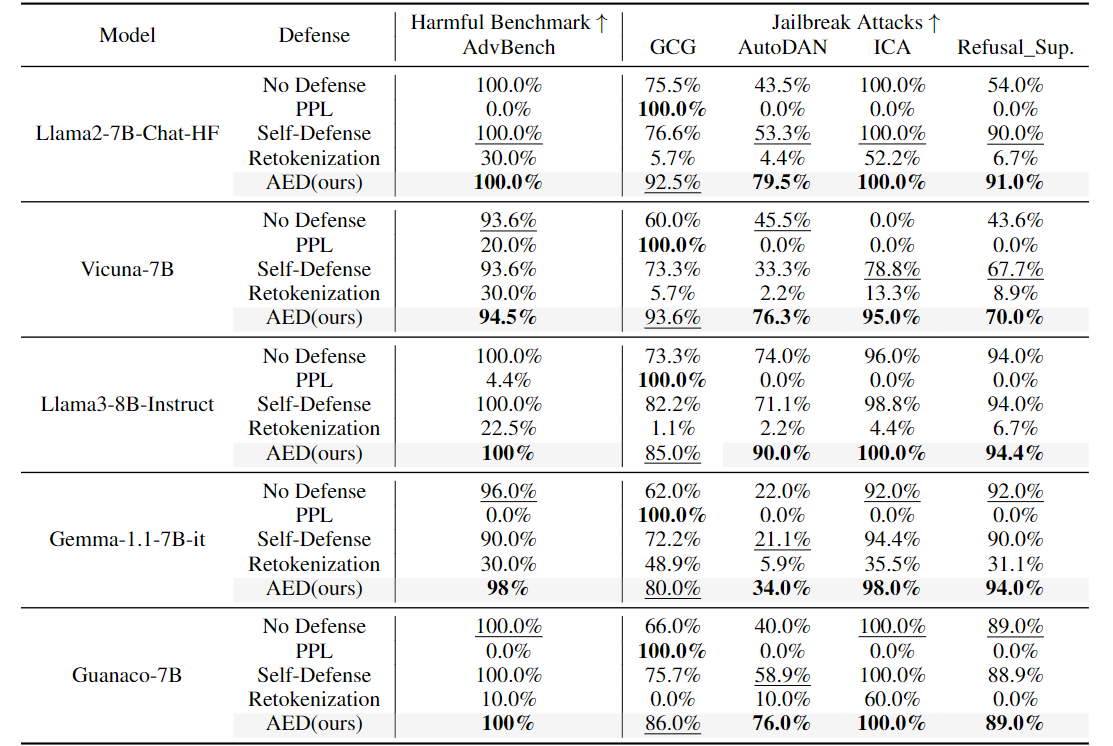 Model Defense Harmful Benchmark ↑ Jailbreak Attacks ↑
AdvBench GCG AutoDAN ICA Refusal_Sup.
No Defense 100.0% 75.5% 43.5% 100.0% 54.0%
PPL 0.0% 100.0% 0.0% 0.0% 0.0%
Llama2-7B-Chat-HF Self-Defense 100.0% 76.6% 53.3% 100.0% 90.0%
Retokenization 30.0% 5.7% 4.4% 52.2% 6.7%
AED(ours) 100.0% 92.5% 79.5% 100.0% 91.0%
No Defense 93.6% 60.0% 45.5% 0.0% 43.6%
PPL 20.0% 100.0% 0.0% 0.0% 0.0%
Vicuna-7B Self-Defense 93.6% 73.3% 33.3% 78.8% 67.7%
Retokenization 30.0% 5.7% 2.2% 13.3% 8.9%
AED(ours) 94.5% 93.6% 76.3% 95.0% 70.0%
No Defense 100.0% 73.3% 74.0% 96.0% 94.0%
PPL 4.4% 100.0% 0.0% 0.0% 0.0%
Llama3-8B-Instruct Self-Defense 100.0% 82.2% 71.1% 98.8% 94.0%
Retokenization 22.5% 1.1% 2.2% 4.4% 6.7%
AED(ours) 100% 85.0% 90.0% 100.0% 94.4%
No Defense 96.0% 62.0% 22.0% 92.0% 92.0%
PPL 0.0% 100.0% 0.0% 0.0% 0.0%
Gemma-1.1-7B-it Self-Defense 90.0% 72.2% 21.1% 94.4% 90.0%
Retokenization 30.0% 48.9% 5.9% 35.5% 31.1%
AED(ours) 98% 80.0% 34.0% 98.0% 94.0%
No Defense 100.0% 66.0% 40.0% 100.0% 89.0%
PPL 0.0% 100.0% 0.0% 0.0% 0.0%
Guanaco-7B Self-Defense 100.0% 75.7% 58.9% 100.0% 88.9%
Retokenization 10.0% 0.0% 10.0% 60.0% 0.0%
AED(ours) 100% 86.0% 76.0% 100.0% 89.0%